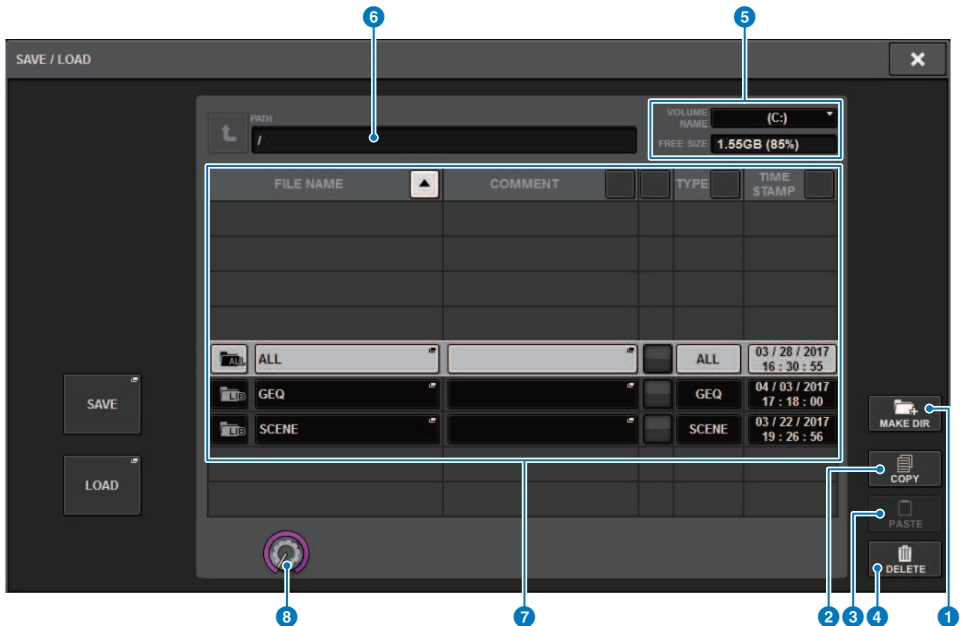 6 5
SAVE / LOAD
PATH
/
VOLUME NAME (C:)
FREE SIZE 1.55GB (85%)
FILE NAME COMMENT TYPE TIME STAMP
ALL ALL ALL 03 / 28 / 2017 16 : 30 : 55
LIB GEQ GEQ 04 / 03 / 2017 17 : 18 : 00
LIB SCENE SCENE 03 / 22 / 2017 19 : 26 : 56
SAVE
LOAD
MAKE DIR
COPY
PASTE
DELETE
8 7 2 3 4 1